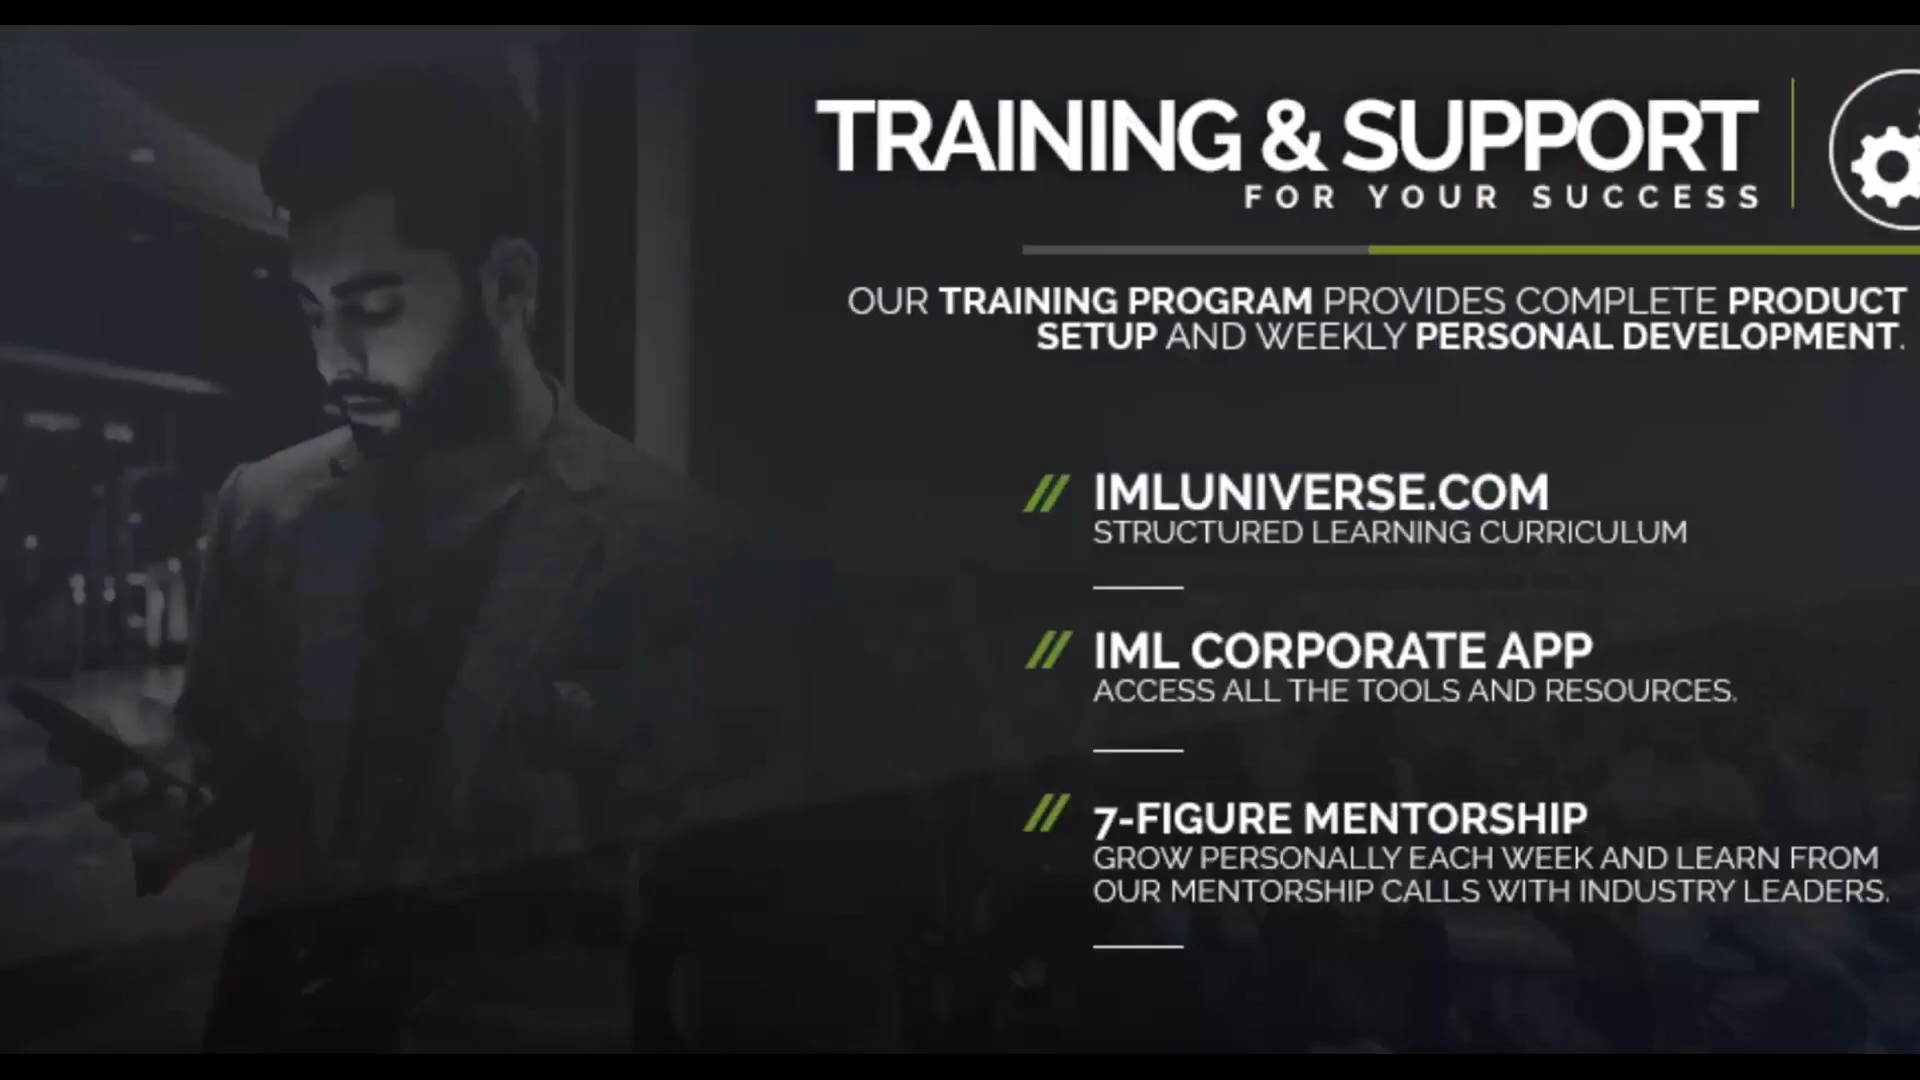 TRAINING & SUPPORT
FOR YOUR SUCCESS
OUR TRAINING PROGRAM PROVIDES COMPLETE PRODUCT
SETUP AND WEEKLY PERSONAL DEVELOPMENT.
// IMLUNIVERSE.COM
STRUCTURED LEARNING CURRICULUM
// IML CORPORATE APP
ACCESS ALL THE TOOLS AND RESOURCES.
// 7-FIGURE MENTORSHIP
GROW PERSONALLY EACH WEEK AND LEARN FROM
OUR MENTORSHIP CALLS WITH INDUSTRY LEADERS.